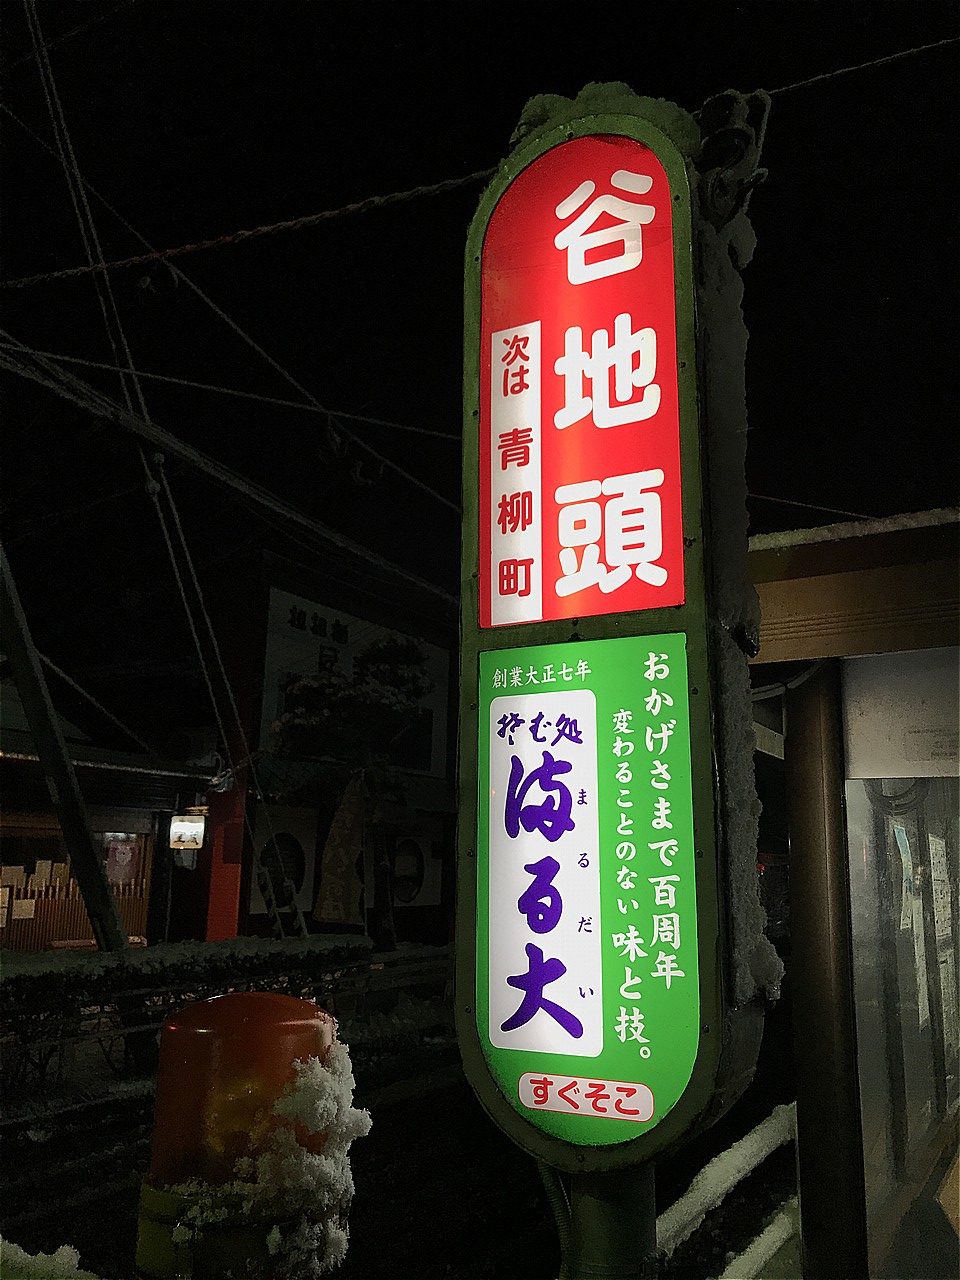 谷地頭
次は 青柳町
おかげさまで百周年
変わることのない味と技。
創業大正七年
そば処
まる大
まるだい
すぐそこ